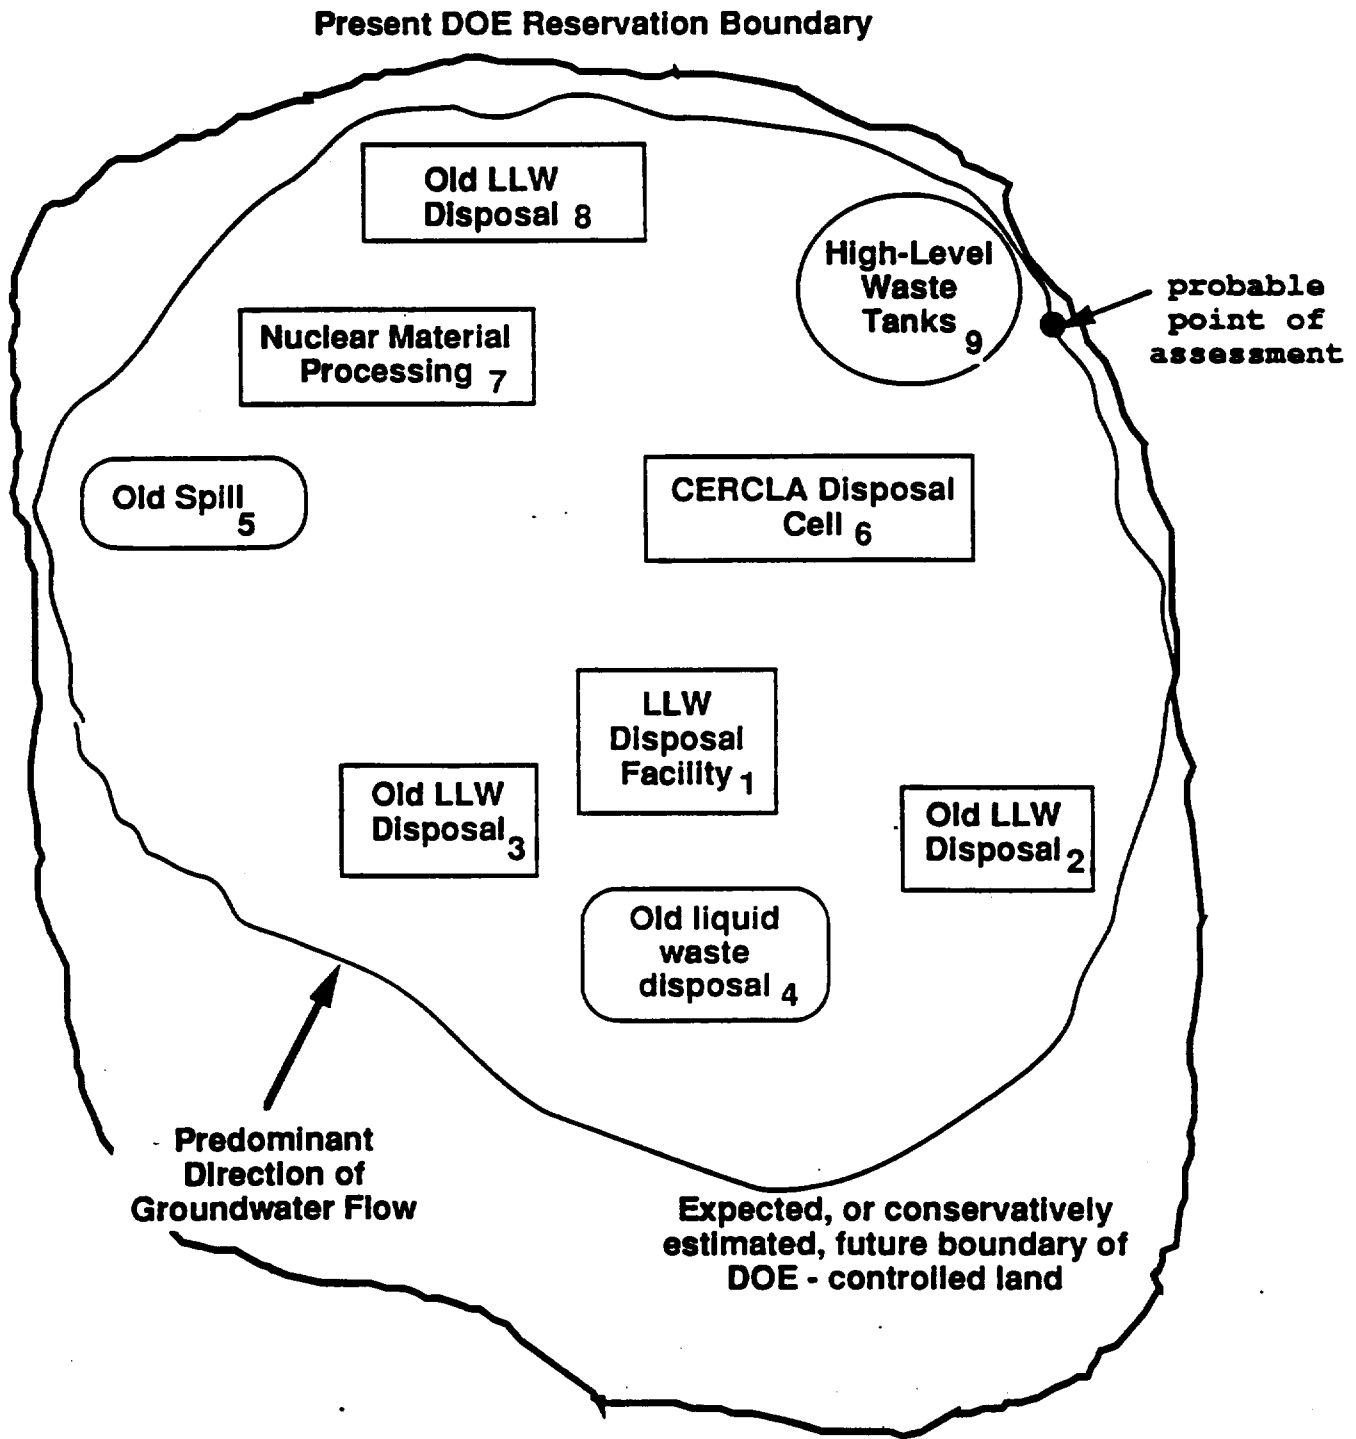 Present DOE Reservation Boundary
Old LLW
Disposal 8
High-Level
Waste
Tanks 9
probable
point of
assessment
Nuclear Material
Processing 7
Old Spill 5
CERCLA Disposal
Cell 6
LLW
Disposal
Facility 1
Old LLW
Disposal 3
Old LLW
Disposal 2
Old liquid
waste
disposal 4
Predominant
Direction of
Groundwater Flow
Expected, or conservatively
estimated, future boundary of
DOE - controlled land